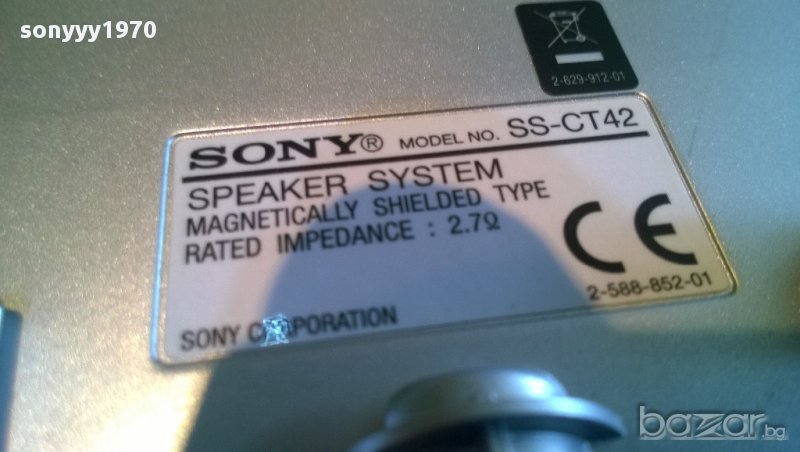 sonyyy1970
2-629-912-01
SONY® MODEL NO. SS-CT42
SPEAKER SYSTEM
MAGNETICALLY SHIELDED TYPE
RATED IMPEDANCE : 2.7Ω
CE
2-588-852-01
SONY CORPORATION
bazar.bg